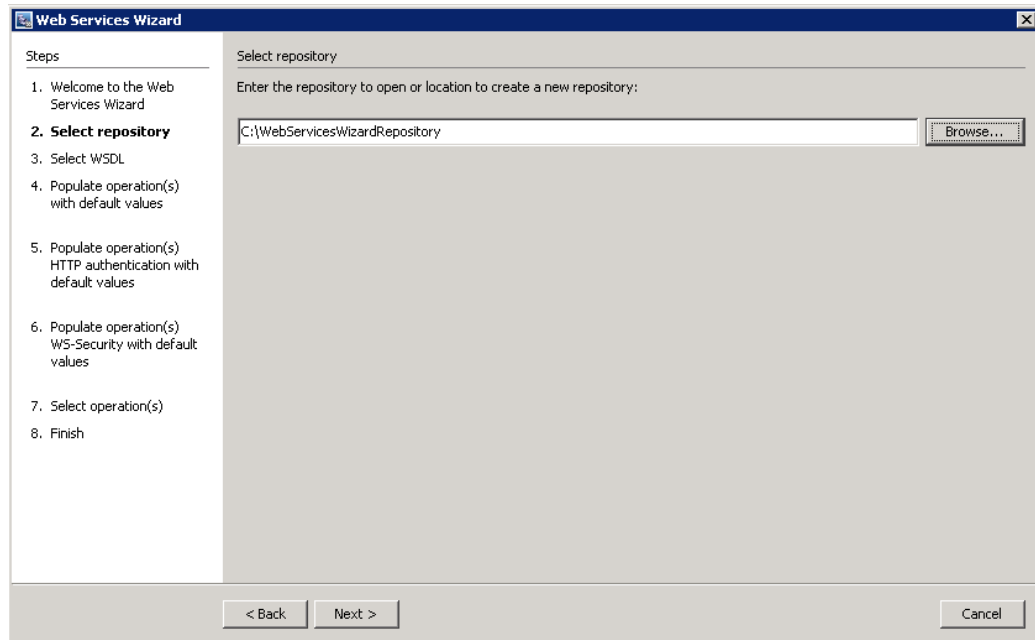 Web Services Wizard
Steps
1. Welcome to the Web
Services Wizard
2. Select repository
3. Select WSDL
4. Populate operation(s)
with default values
5. Populate operation(s)
HTTP authentication with
default values
6. Populate operation(s)
WS-Security with default
values
7. Select operation(s)
8. Finish
Select repository
Enter the repository to open or location to create a new repository:
C:\WebServicesWizardRepository
Browse...
< Back
Next >
Cancel